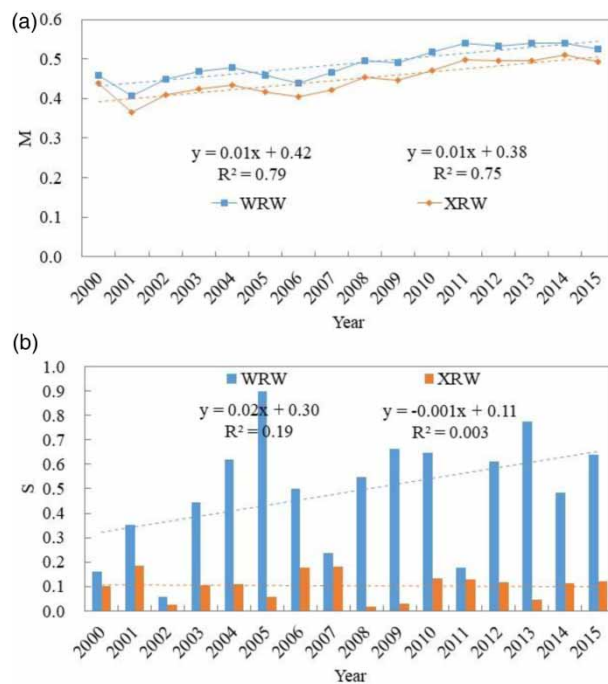 (a)
0.6
0.5
0.4
0.3
0.2
0.1
0.0
M
y = 0.01x + 0.42
R² = 0.79
y = 0.01x + 0.38
R² = 0.75
WRW
XRW
2000 2001 2002 2003 2004 2005 2006 2007 2008 2009 2010 2011 2012 2013 2014 2015
Year
(b)
1.0
0.9
0.8
0.7
0.6
0.5
0.4
0.3
0.2
0.1
0.0
S
WRW
XRW
y = 0.02x + 0.30
R² = 0.19
y = -0.001x + 0.11
R² = 0.003
2000 2001 2002 2003 2004 2005 2006 2007 2008 2009 2010 2011 2012 2013 2014 2015
Year